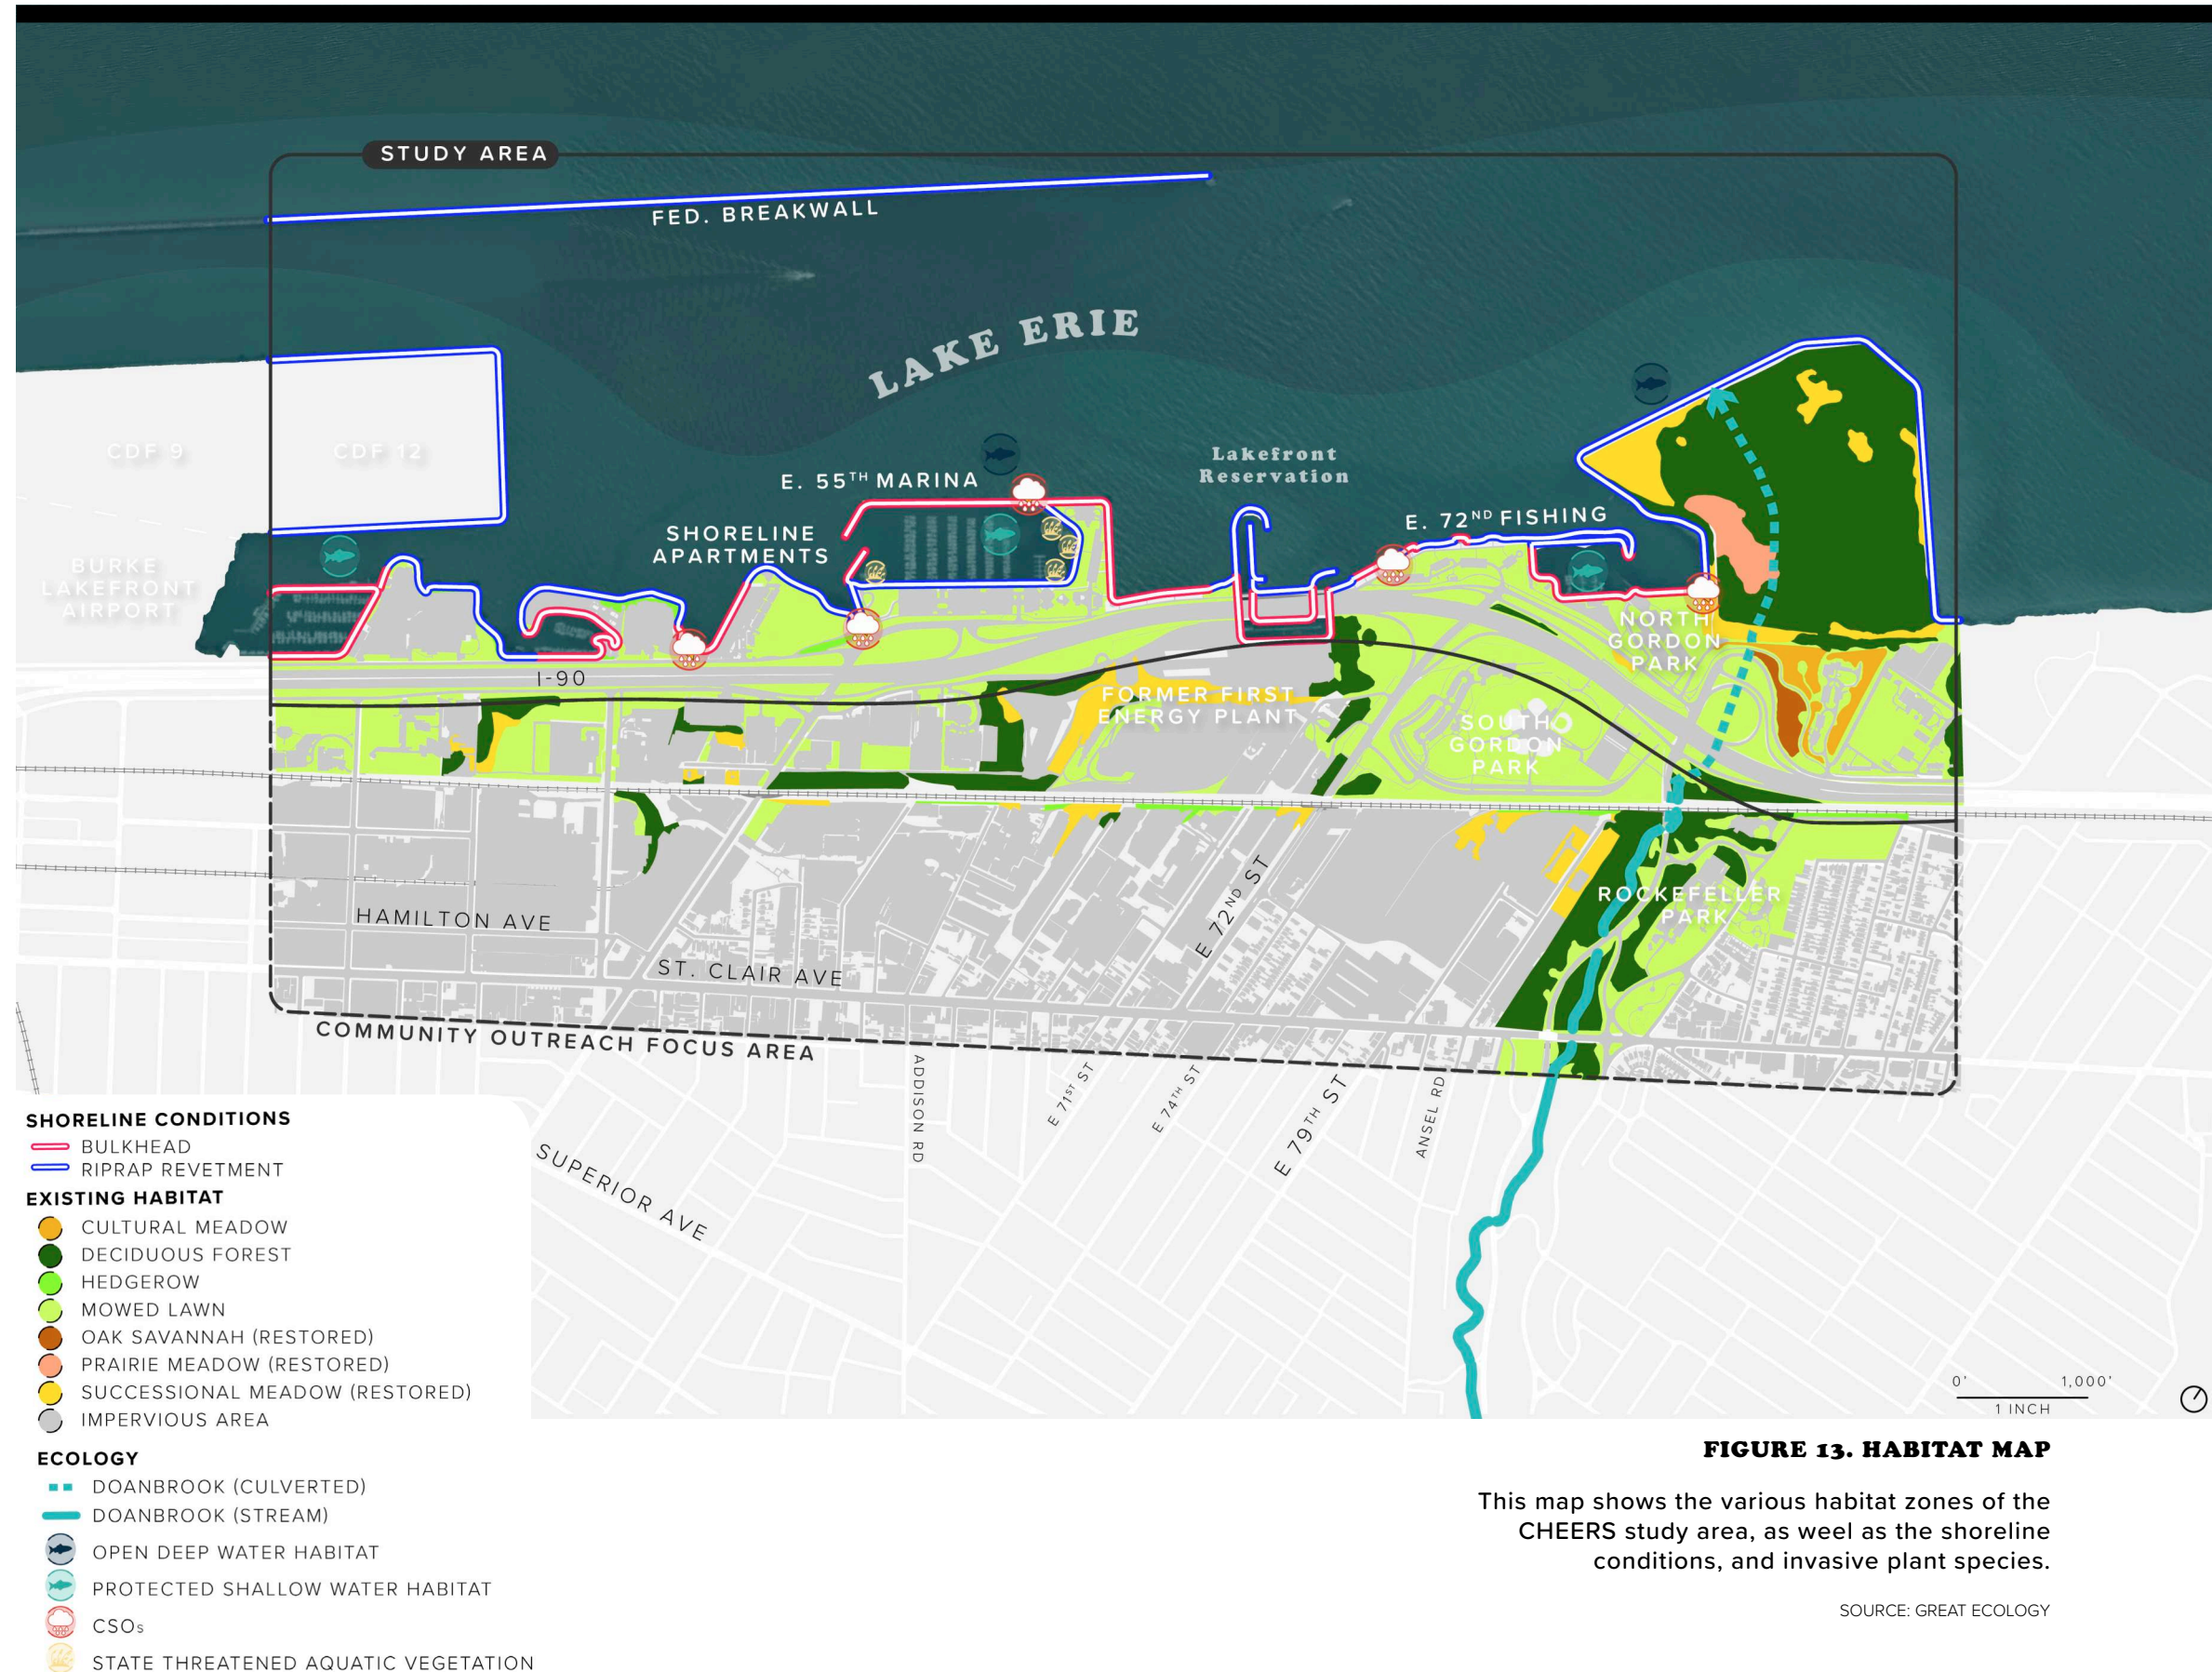 STUDY AREA
FED. BREAKWALL
LAKE ERIE
CDF 9
CDF 12
E. 55TH MARINA
Lakefront
Reservation
SHORELINE
APARTMENTS
E. 72ND FISHING
BURKE
LAKEFRONT
AIRPORT
NORTH
GORDON
PARK
I-90
FORMER FIRST
ENERGY PLANT
SOUTH
GORDON
PARK
ROCKEFELLER
PARK
HAMILTON AVE
E 72ND ST
ST. CLAIR AVE
COMMUNITY OUTREACH FOCUS AREA
ADDISON RD
E 71ST ST
E 74TH ST
E 79TH ST
ANSEL RD
SUPERIOR AVE
SHORELINE CONDITIONS
BULKHEAD
RIPRAP REVETMENT
EXISTING HABITAT
CULTURAL MEADOW
DECIDUOUS FOREST
HEDGEROW
MOWED LAWN
OAK SAVANNAH (RESTORED)
PRAIRIE MEADOW (RESTORED)
SUCCESSIONAL MEADOW (RESTORED)
IMPERVIOUS AREA
ECOLOGY
DOANBROOK (CULVERTED)
DOANBROOK (STREAM)
OPEN DEEP WATER HABITAT
PROTECTED SHALLOW WATER HABITAT
CSOs
STATE THREATENED AQUATIC VEGETATION
0' 1,000'
1 INCH
FIGURE 13. HABITAT MAP
This map shows the various habitat zones of the
CHEERS study area, as weel as the shoreline
conditions, and invasive plant species.
SOURCE: GREAT ECOLOGY